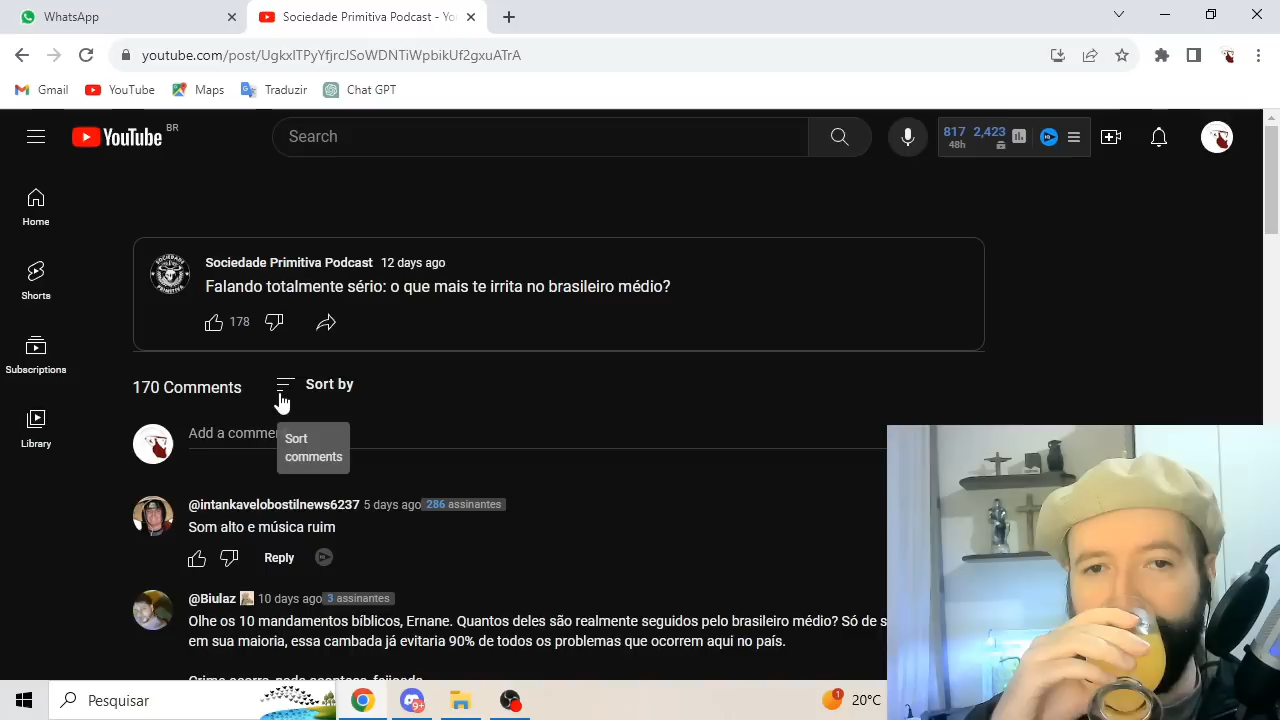 WhatsApp
Sociedade Primitiva Podcast - Yo
youtube.com/post/UgkxITPyYfjrcJSoWDNTiWpbikUf2gxuATrA
Gmail
YouTube
Maps
Traduzir
Chat GPT
YouTube BR
Search
817 2,423
48h
Home
Shorts
Subscriptions
Library
Sociedade Primitiva Podcast 12 days ago
Falando totalmente sério: o que mais te irrita no brasileiro médio?
178
170 Comments
Sort by
Add a commen
Sort
comments
@intankavelobostilnews6237 5 days ago 286 assinantes
Som alto e música ruim
Reply
@Biulaz 10 days ago 3 assinantes
Olhe os 10 mandamentos bíblicos, Ernane. Quantos deles são realmente seguidos pelo brasileiro médio? Só de s
em sua maioria, essa cambada já evitaria 90% de todos os problemas que ocorrem aqui no país.
Pesquisar
9+
1
20°C